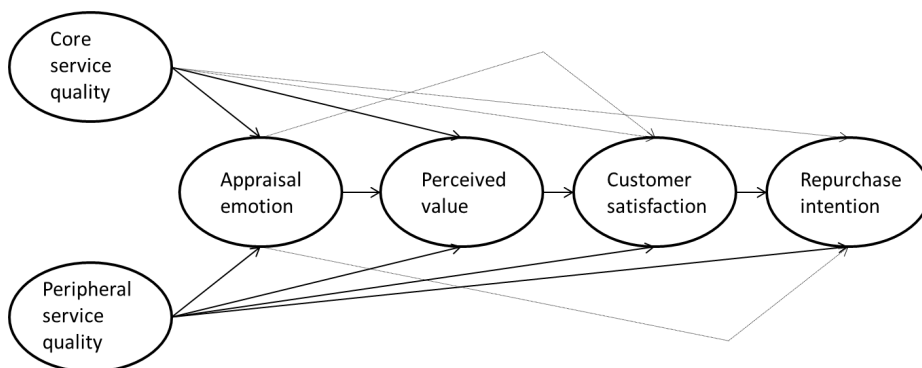 Core
service
quality
Appraisal
emotion
Perceived
value
Customer
satisfaction
Repurchase
intention
Peripheral
service
quality